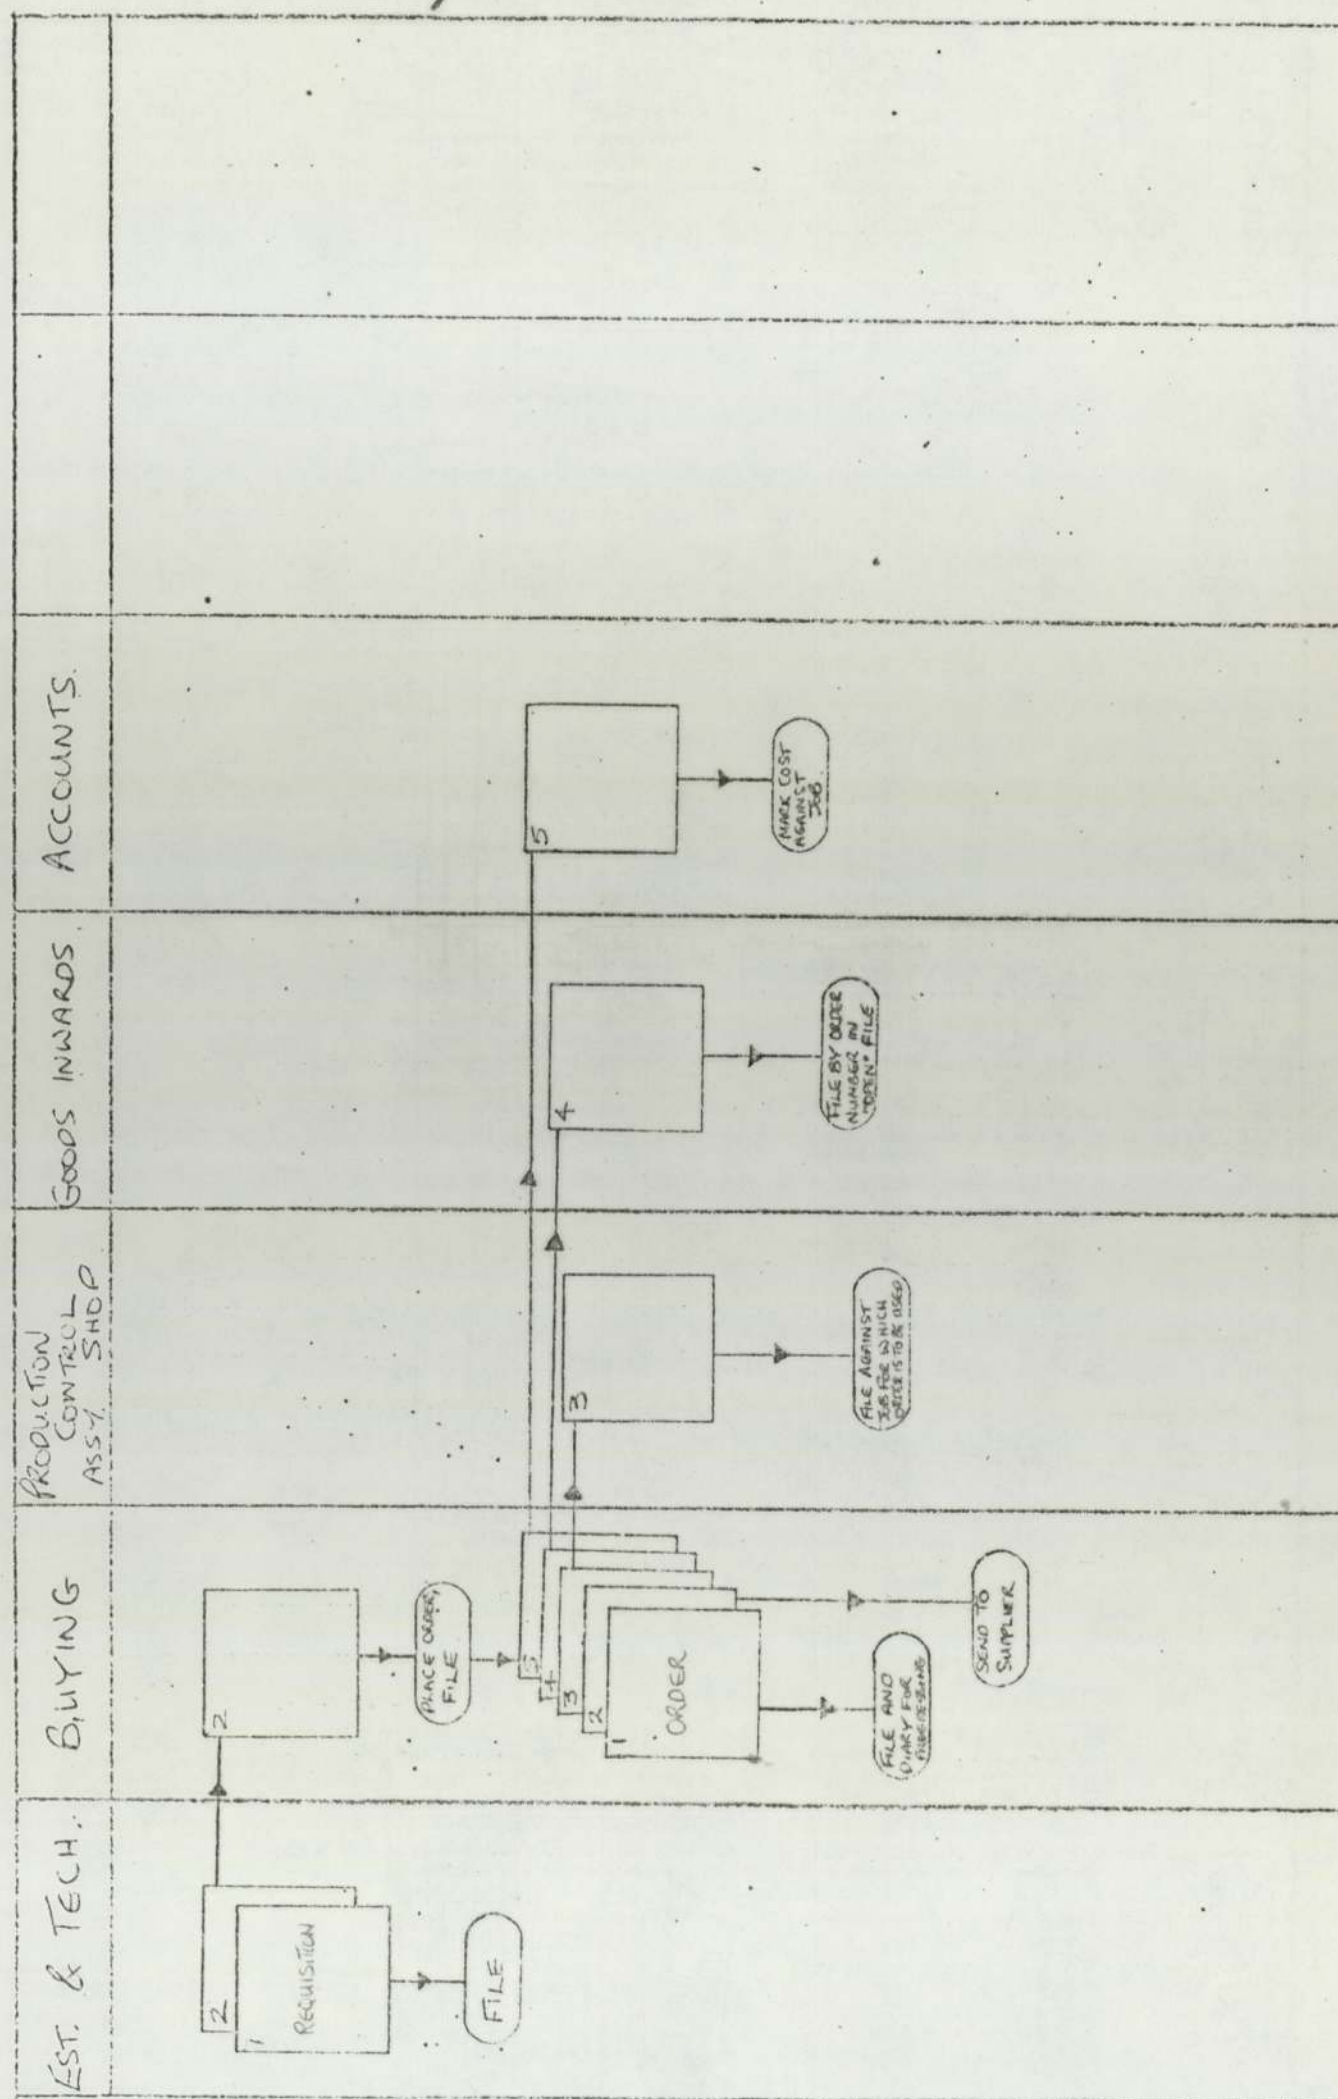 EST. & TECH.
BUYING
PRODUCTION
CONTROL
ASSY. SHOP
GOODS INWARDS.
ACCOUNTS.
2
1
REQUISITION
FILE
2
PLACE ORDER,
FILE
5
4
3
2
1
ORDER
FILE AND
DIARY FOR
SEND TO
SUPPLIER
3
FILE AGAINST
JOB FOR WHICH
ORDER IS TO BE USED
4
FILE BY ORDER
NUMBER IN
"OPEN" FILE
5
MARK COST
AGAINST
JOB.